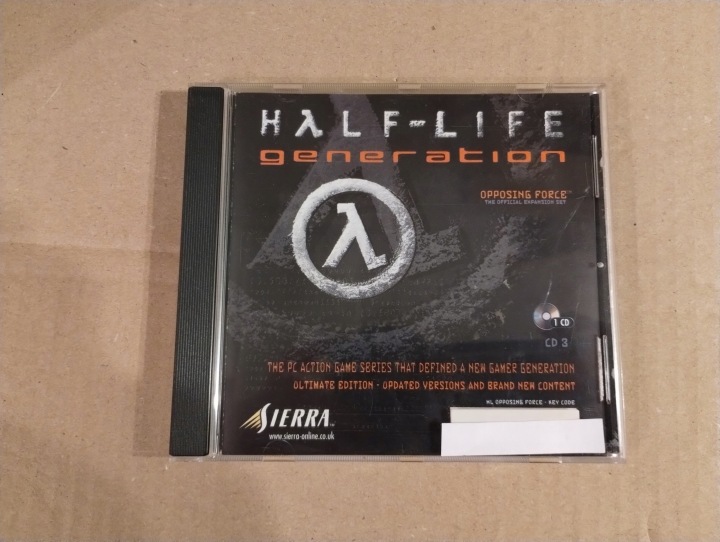 HλLF-LIFE
generation
OPPOSING FORCE™
THE OFFICIAL EXPANSION SET
λ
1 CD
CD 3
THE PC ACTION GAME SERIES THAT DEFINED A NEW GAMER GENERATION
ULTIMATE EDITION - UPDATED VERSIONS AND BRAND NEW CONTENT
HL OPPOSING FORCE - KEY CODE
SIERRA™
www.sierra-online.co.uk